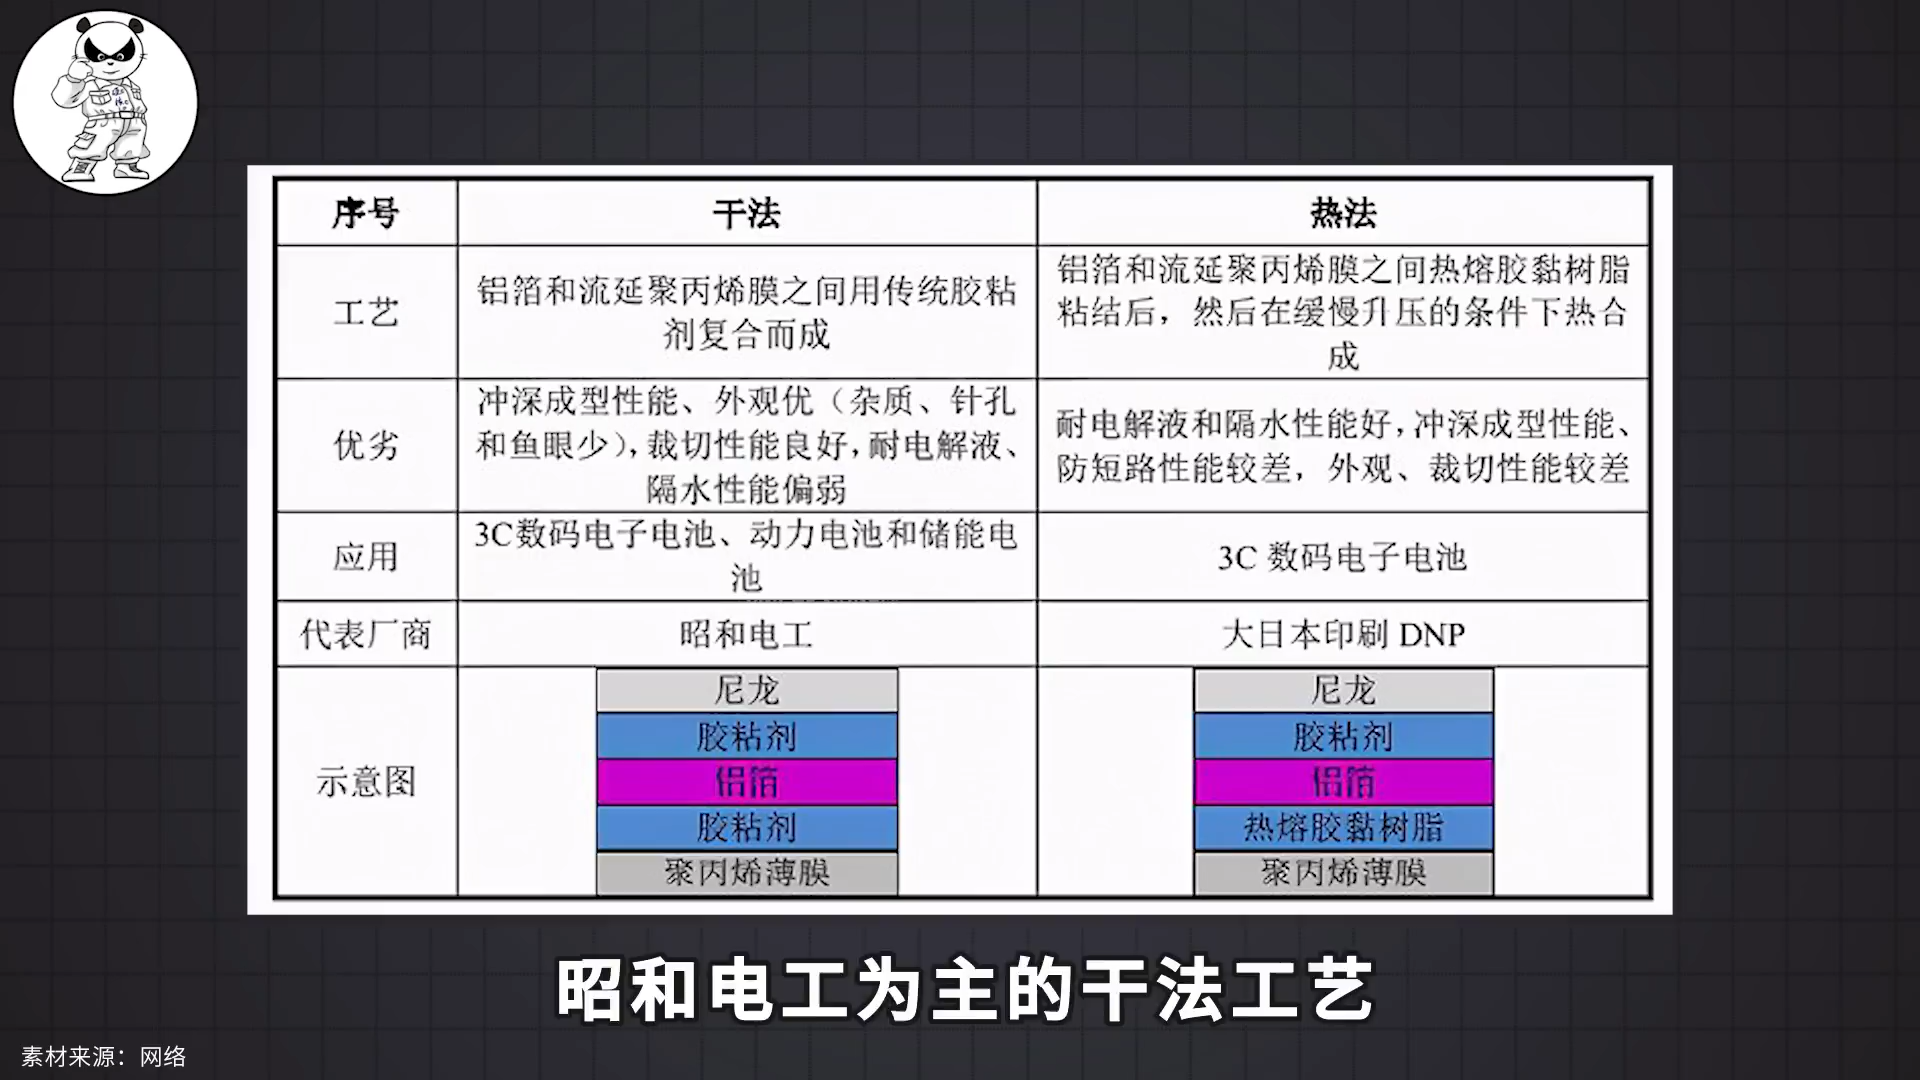 序号
干法
热法
工艺
铝箔和流延聚丙烯膜之间用传统胶粘
剂复合而成
铝箔和流延聚丙烯膜之间热熔胶黏树脂
粘结后，然后在缓慢升压的条件下热合
成
优劣
冲深成型性能、外观优（杂质、针孔
和鱼眼少），裁切性能良好，耐电解液、
隔水性能偏弱
耐电解液和隔水性能好，冲深成型性能、
防短路性能较差，外观、裁切性能较差
应用
3C数码电子电池、动力电池和储能电
池
3C 数码电子电池
代表厂商
昭和电工
大日本印刷 DNP
示意图
尼龙
胶粘剂
铝箔
胶粘剂
聚丙烯薄膜
尼龙
胶粘剂
铝箔
热熔胶黏树脂
聚丙烯薄膜
昭和电工为主的干法工艺
素材来源：网络